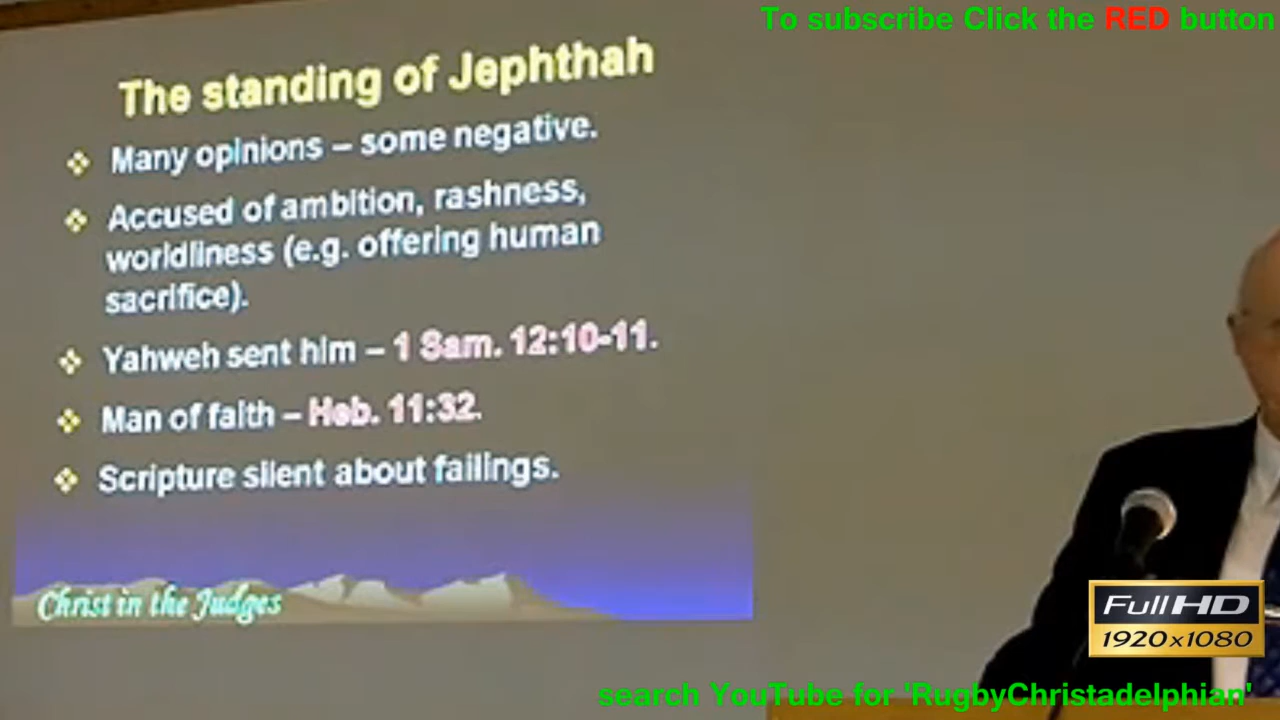 To subscribe Click the RED button
The standing of Jephthah
Many opinions – some negative.
Accused of ambition, rashness,
worldliness (e.g. offering human
sacrifice).
Yahweh sent him – 1 Sam. 12:10-11.
Man of faith – Heb. 11:32.
Scripture silent about failings.
Christ in the Judges
Full HD
1920x1080
search YouTube for 'RugbyChristadelphian'